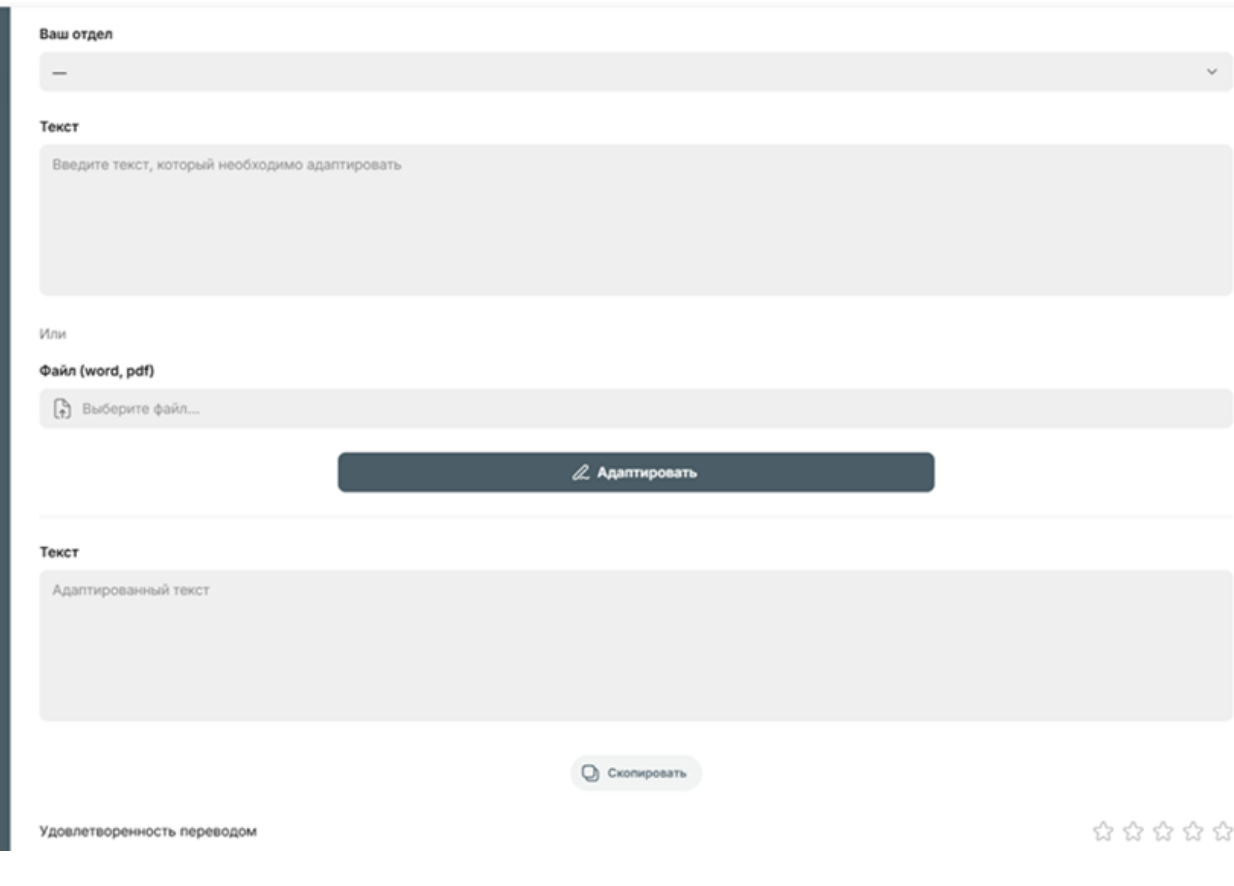 Ваш отдел
—
Текст
Введите текст, который необходимо адаптировать
Или
Файл (word, pdf)
Выберите файл...
Адаптировать
Текст
Адаптированный текст
Скопировать
Удовлетворенность переводом